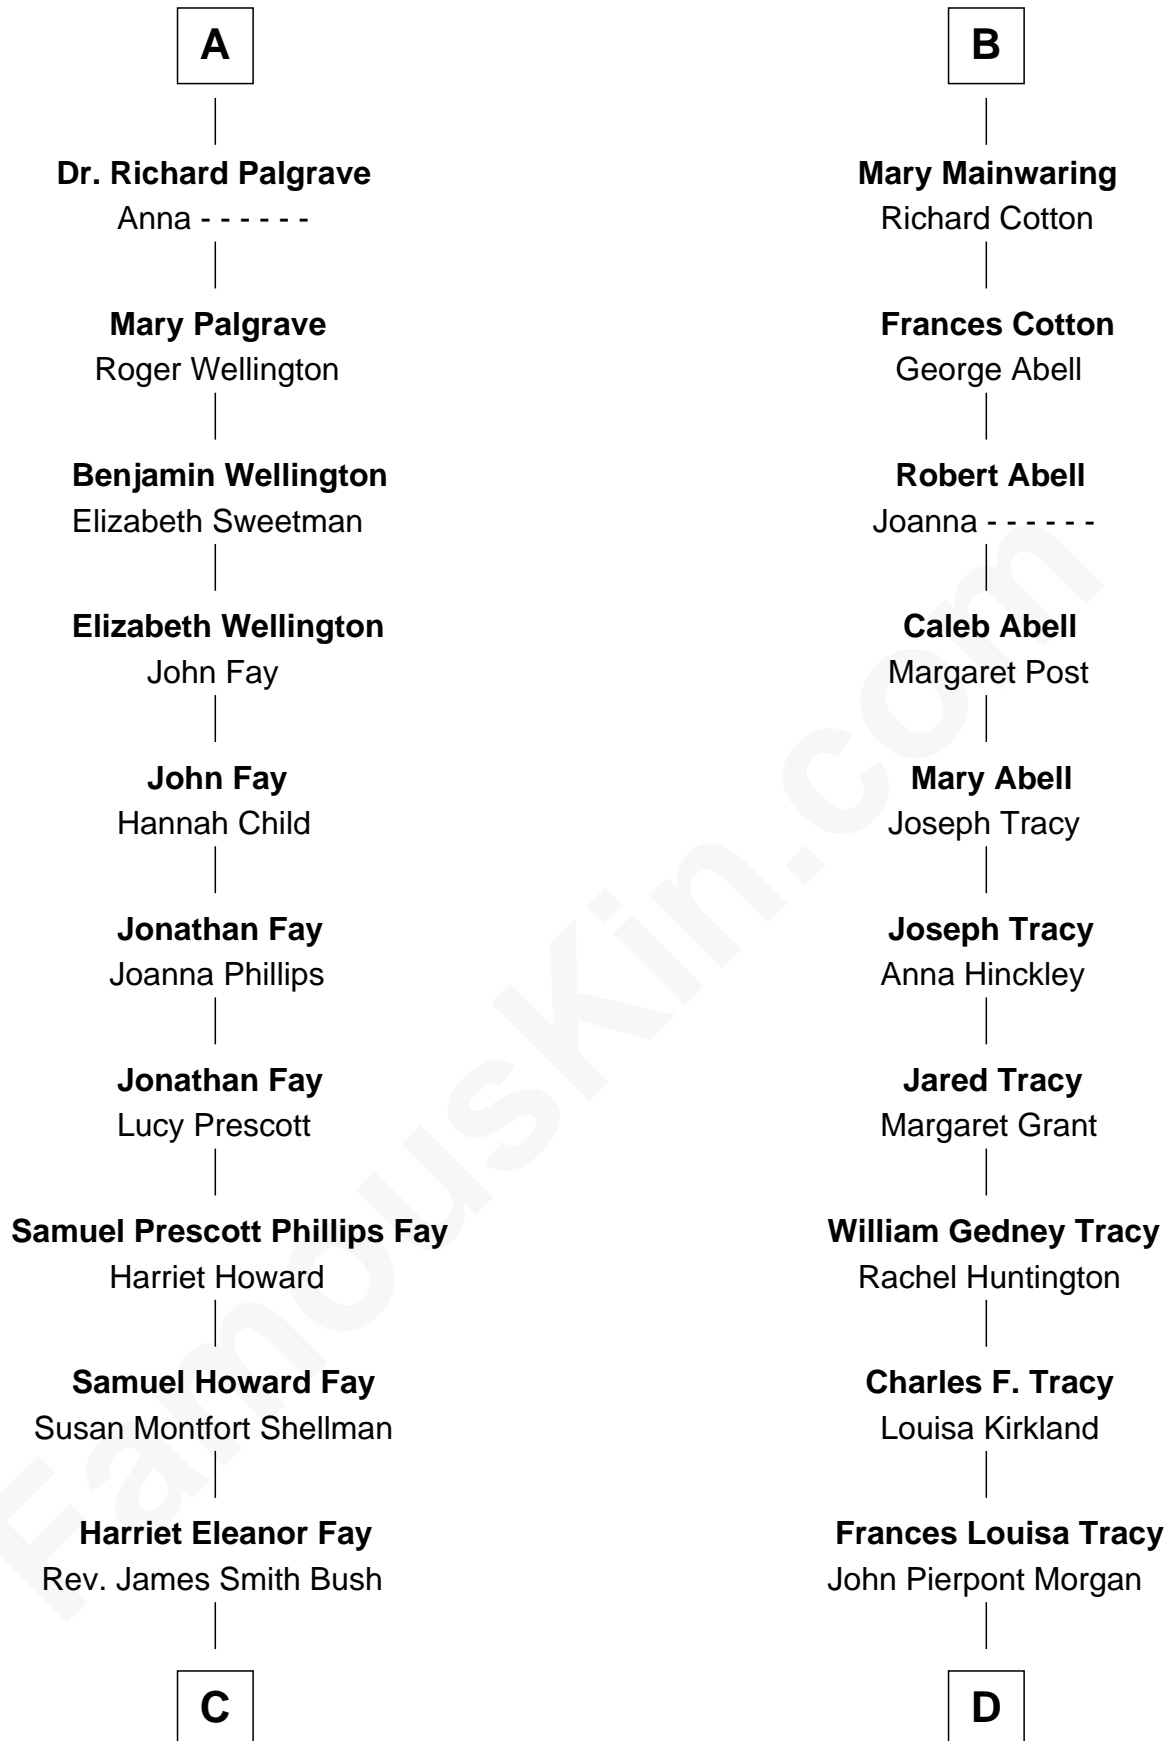 A
Dr. Richard Palgrave
Anna - - - - - -
Mary Palgrave
Roger Wellington
Benjamin Wellington
Elizabeth Sweetman
Elizabeth Wellington
John Fay
John Fay
Hannah Child
Jonathan Fay
Joanna Phillips
Jonathan Fay
Lucy Prescott
Samuel Prescott Phillips Fay
Harriet Howard
Samuel Howard Fay
Susan Montfort Shellman
Harriet Eleanor Fay
Rev. James Smith Bush
C
B
Mary Mainwaring
Richard Cotton
Frances Cotton
George Abell
Robert Abell
Joanna - - - - - -
Caleb Abell
Margaret Post
Mary Abell
Joseph Tracy
Joseph Tracy
Anna Hinckley
Jared Tracy
Margaret Grant
William Gedney Tracy
Rachel Huntington
Charles F. Tracy
Louisa Kirkland
Frances Louisa Tracy
John Pierpont Morgan
D
FamousKin.com